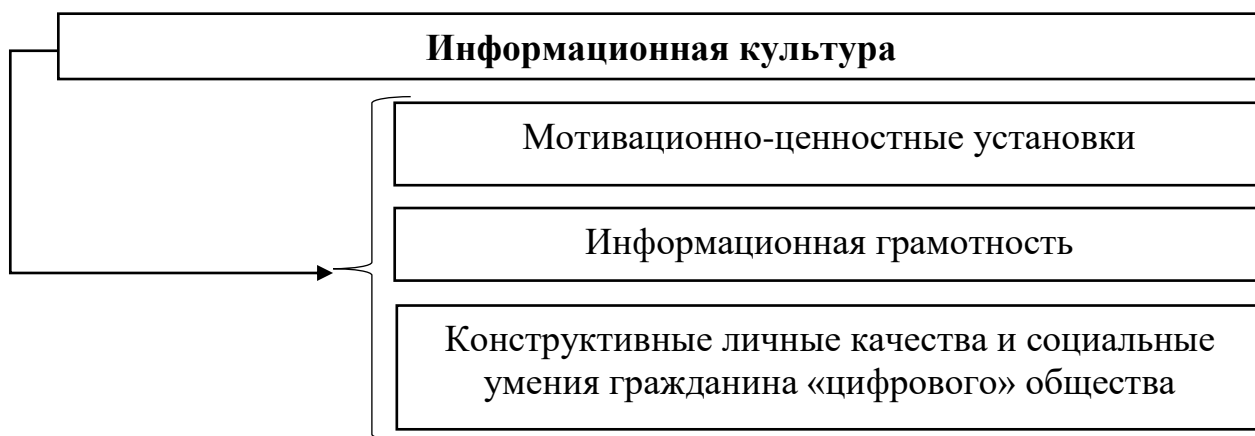 Информационная культура
Мотивационно-ценностные установки
Информационная грамотность
Конструктивные личные качества и социальные
умения гражданина «цифрового» общества